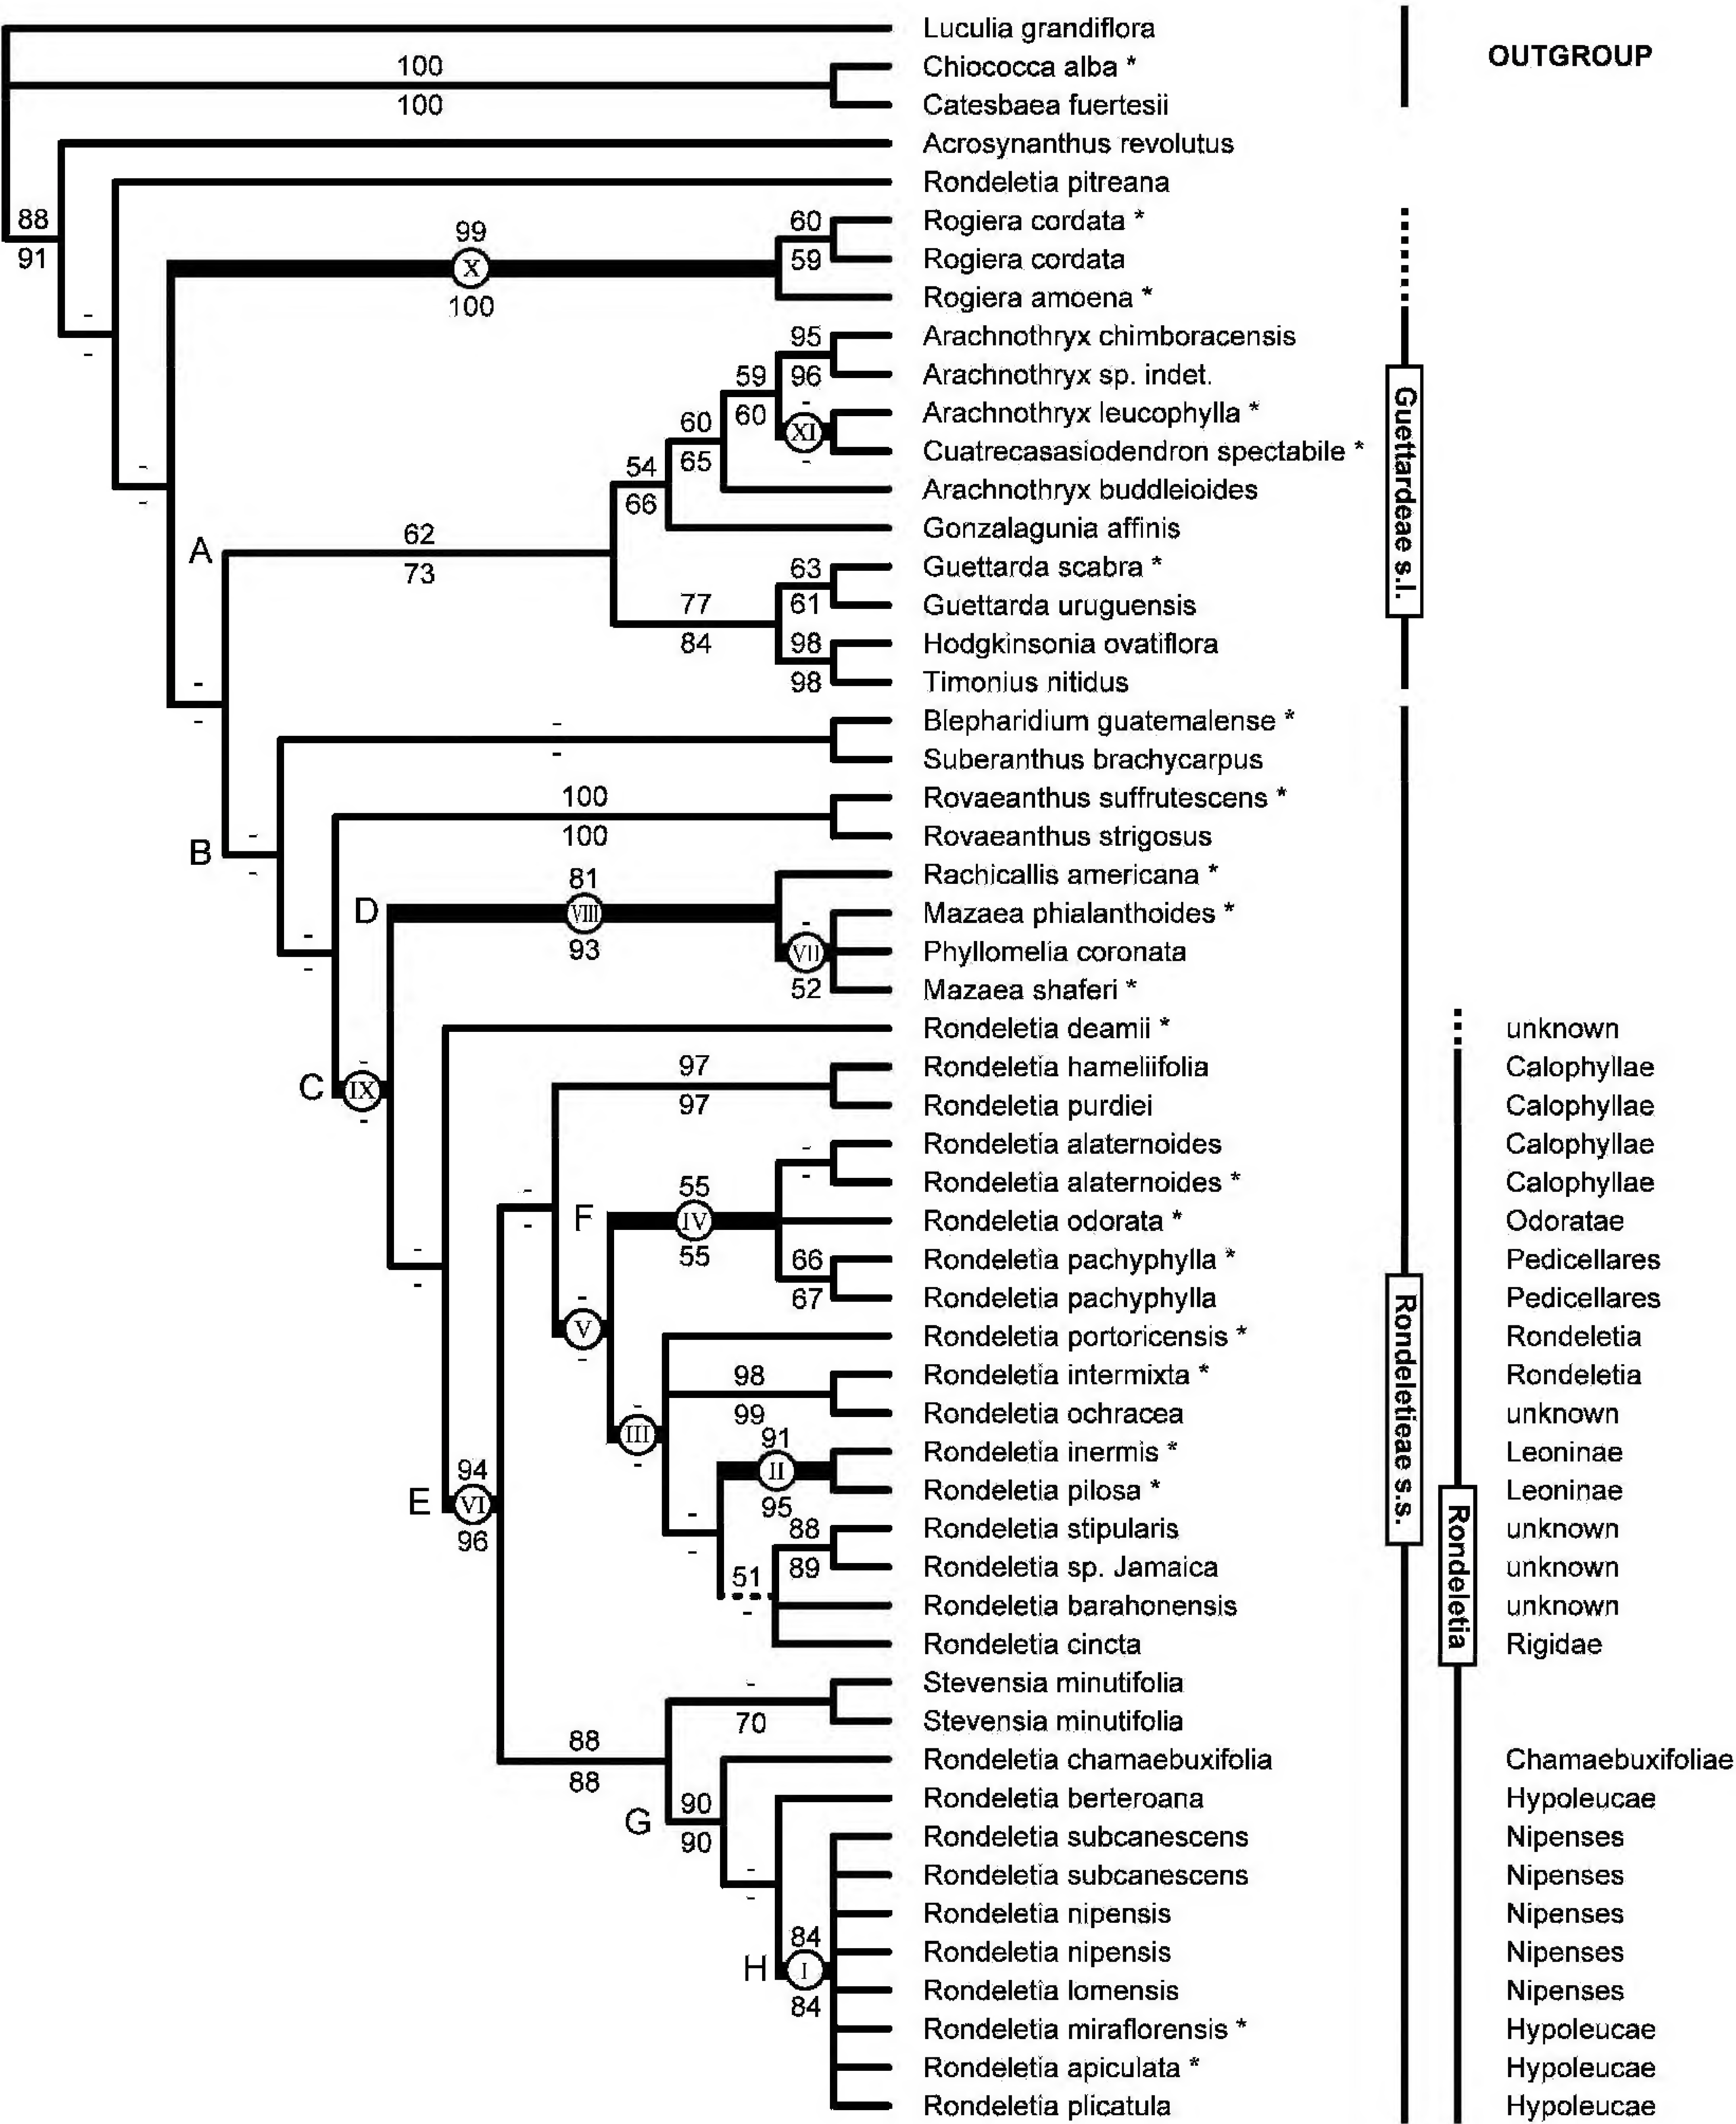 Luculia grandiflora
OUTGROUP
100
Chiococca alba *
100
Catesbaea fuertesii
Acrosynanthus revolutus
Rondeletia pitreana
88
99
60
Rogiera cordata *
91
X
59
Rogiera cordata
100
Rogiera amoena *
-
-
95
Arachnothryx chimboracensis
59
96
Arachnothryx sp. indet.
60
-
Arachnothryx leucophylla *
60
XI
Cuatrecasasiodendron spectabile *
65
-
-
-
54
66
Arachnothryx buddleioides
Gonzalagunia affinis
Guettardeae s.l.
A
62
73
63
Guettarda scabra *
77
61
Guettarda uruguensis
84
98
Hodgkinsonia ovatiflora
-
-
98
Timonius nitidus
-
-
Blepharidium guatemalense *
Suberanthus brachycarpus
100
Rovaeanthus suffrutescens *
B
-
-
100
Rovaeanthus strigosus
81
Rachicallis americana *
D
VIII
-
Mazaea phialanthoides *
-
-
93
VII
Phyllomelia coronata
52
Mazaea shaferi *
Rondeletia deamii *
unknown
C
-
IX
-
97
Rondeletia hameliifolia
Calophyllae
97
Rondeletia purdiei
Calophyllae
-
-
Rondeletia alaternoides
Calophyllae
-
-
55
Rondeletia alaternoides *
Calophyllae
F
IV
Rondeletia odorata *
Odoratae
-
-
55
66
Rondeletia pachyphylla *
Pedicellares
-
V
-
67
Rondeletia pachyphylla
Pedicellares
Rondeletia portoricensis *
Rondeletia
Rondeletieae s.s.
98
Rondeletia intermixta *
Rondeletia
-
III
-
99
Rondeletia ochracea
unknown
91
Rondeletia inermis *
Leoninae
94
II
E
VI
95
Rondeletia pilosa *
Leoninae
96
-
-
88
Rondeletia stipularis
unknown
51
89
Rondeletia sp. Jamaica
unknown
Rondeletia
-
Rondeletia barahonensis
unknown
Rondeletia cincta
Rigidae
-
Stevensia minutifolia
70
Stevensia minutifolia
88
88
Rondeletia chamaebuxifolia
Chamaebuxifoliae
G
90
90
Rondeletia berteroana
Hypoleucae
Rondeletia subcanescens
Nipenses
-
-
Rondeletia subcanescens
Nipenses
Rondeletia nipensis
Nipenses
84
Rondeletia nipensis
Nipenses
H
I
Rondeletia lomensis
Nipenses
84
Rondeletia miraflorensis *
Hypoleucae
Rondeletia apiculata *
Hypoleucae
Rondeletia plicatula
Hypoleucae